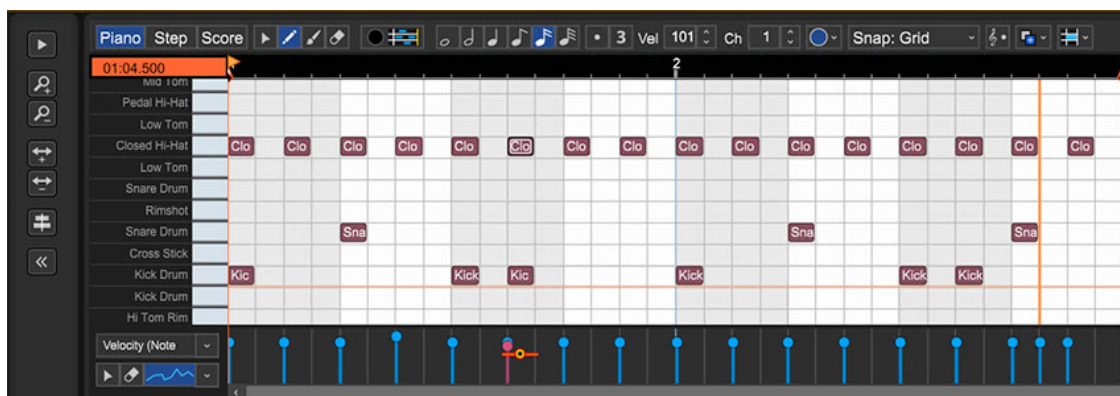 Piano Step Score 3 Vel 101 Ch 1 Snap: Grid
01:04.500 2
Mid Tom
Pedal Hi-Hat
Low Tom
Closed Hi-Hat Clo Clo Clo Clo Clo Clo Clo Clo Clo Clo Clo Clo Clo Clo Clo Clo
Low Tom
Snare Drum
Rimshot
Snare Drum Sna Sna Sna
Cross Stick
Kick Drum Kic Kick Kic Kick Kick Kick
Kick Drum
Hi Tom Rim
Velocity (Note